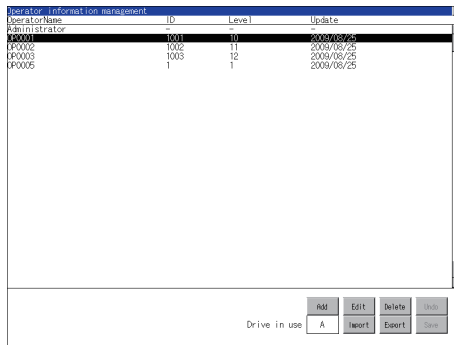 Operator information management
OperatorName ID Level Update
Administrator - - -
OP0001 1001 10 2009/08/25
OP0002 1002 11 2009/08/25
OP0003 1003 12 2009/08/25
OP0005 1 1 2009/08/25
Add Edit Delete Undo
Drive in use A Import Export Save